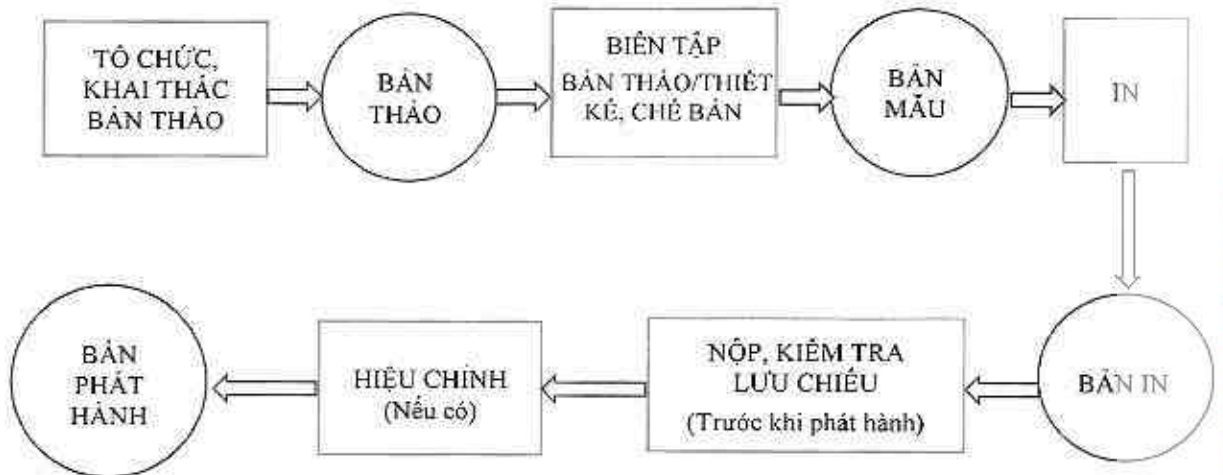 TỔ CHỨC,
KHAI THÁC
BẢN THẢO
BẢN
THẢO
BIÊN TẬP
BẢN THẢO/THIẾT
KẾ, CHẾ BẢN
BẢN
MẪU
IN
BẢN IN
NỘP, KIỂM TRA
LƯU CHIỂU
(Trước khi phát hành)
HIỆU CHỈNH
(Nếu có)
BẢN
PHÁT
HÀNH